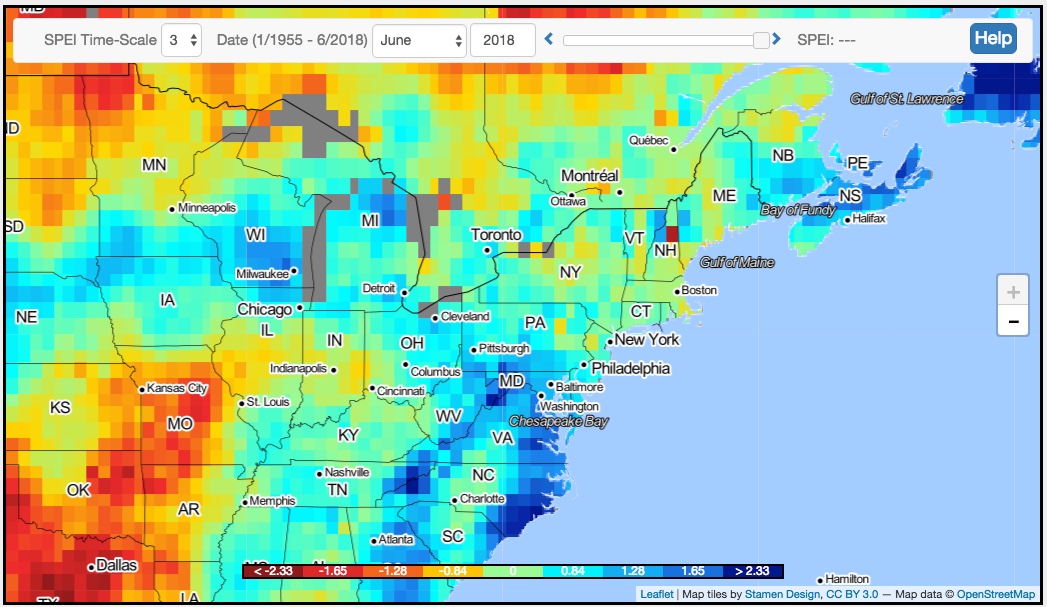 MB
SPEI Time-Scale 3 Date (1/1955 - 6/2018) June 2018 SPEI: --- Help
Gulf of St. Lawrence
ND
Québec
NB
PE
MN
Montréal
Ottawa
ME
NS
Minneapolis
Bay of Fundy
Halifax
SD
MI
WI
Toronto
VT
NH
Gulf of Maine
Milwaukee
NY
Detroit
Boston
IA
+
Chicago
CT
NE
Cleveland
PA
−
IL
IN
OH
New York
Pittsburgh
Indianapolis
Columbus
Philadelphia
MD
Kansas City
Cincinnati
Baltimore
St. Louis
Washington
KS
WV
Chesapeake Bay
MO
KY
VA
Nashville
NC
OK
TN
Memphis
Charlotte
AR
SC
Atlanta
Dallas
< -2.33 -1.65 -1.28 -0.84 0 0.84 1.28 1.65 > 2.33
Hamilton
TX
LA
Leaflet | Map tiles by Stamen Design, CC BY 3.0 — Map data © OpenStreetMap